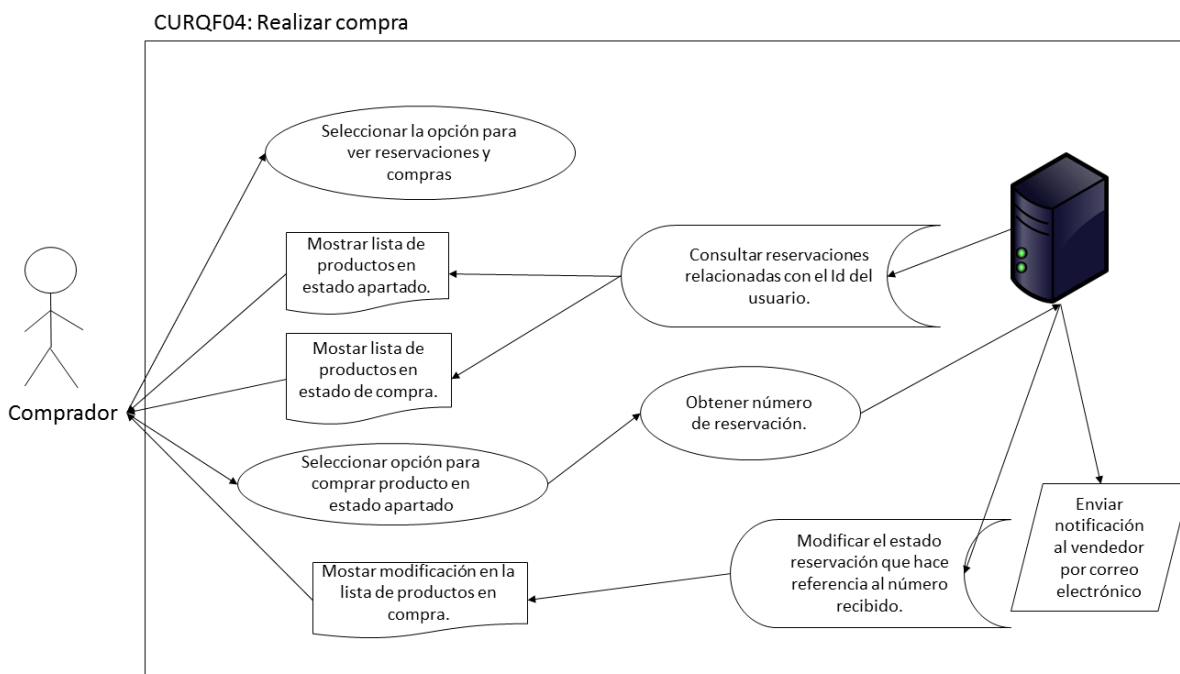 CURQF04: Realizar compra
Seleccionar la opción para
ver reservaciones y
compras
Mostrar lista de
productos en
estado apartado.
Consultar reservaciones
relacionadas con el Id del
usuario.
Mostar lista de
productos en
estado de compra.
Comprador
Obtener número
de reservación.
Seleccionar opción para
comprar producto en
estado apartado
Enviar
notificación
al vendedor
por correo
electrónico
Modificar el estado
reservación que hace
referencia al número
recibido.
Mostar modificación en la
lista de productos en
compra.